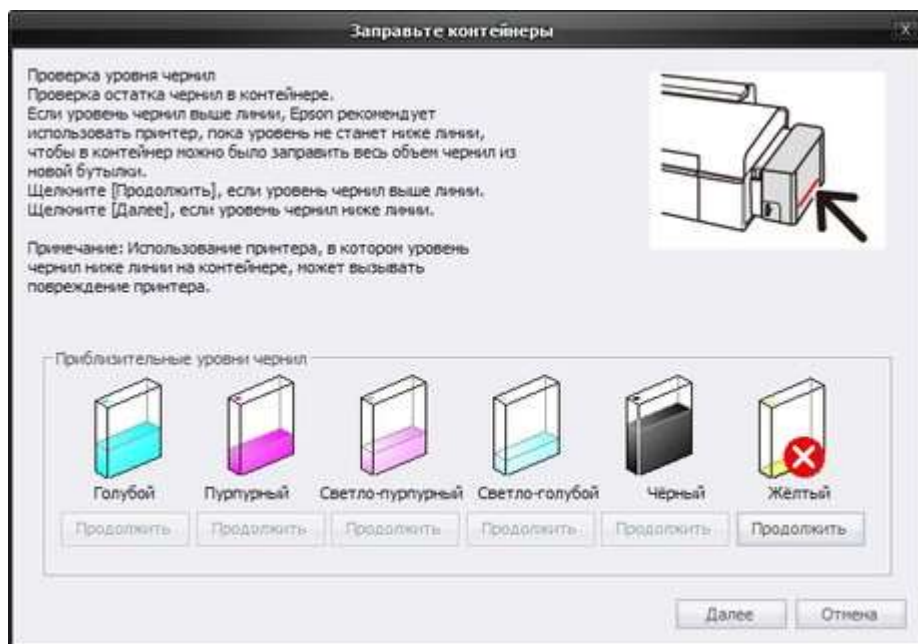 Заправьте контейнеры
Проверка уровня чернил
Проверка остатка чернил в контейнере.
Если уровень чернил выше линии, Epson рекомендует
использовать принтер, пока уровень не станет ниже линии,
чтобы в контейнер можно было заправить весь объем чернил из
новой бутылки.
Щелкните [Продолжить], если уровень чернил выше линии.
Щелкните [Далее], если уровень чернил ниже линии.
Примечание: Использование принтера, в котором уровень
чернил ниже линии на контейнере, может вызывать
повреждение принтера.
Приблизительные уровни чернил
Голубой Пурпурный Светло-пурпурный Светло-голубой Чёрный Жёлтый
Продолжить Продолжить Продолжить Продолжить Продолжить Продолжить
Далее Отмена